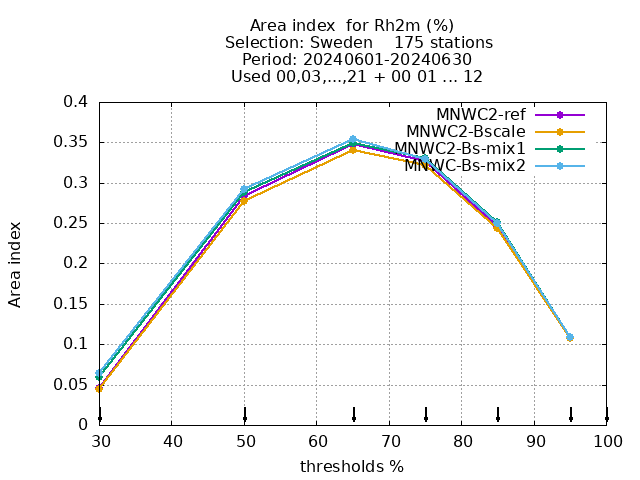 Area index  for Rh2m (%)
Selection: Sweden    175 stations
Period: 20240601-20240630
Used 00,03,...,21 + 00 01 ... 12
MNWC2-ref
MNWC2-Bscale
MNWC2-Bs-mix1
MNWC-Bs-mix2
Area index
0.4
0.35
0.3
0.25
0.2
0.15
0.1
0.05
0
30 40 50 60 70 80 90 100
thresholds %